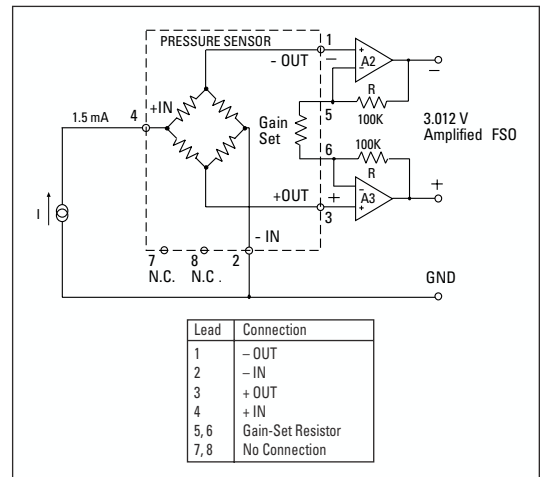 PRESSURE SENSOR
1
- OUT
−
+
−
A2
−
R
100K
5
+IN
1.5 mA
4
Gain
Set
3.012 V
Amplified FSO
6
100K
R
−
+
A3
+
+OUT
+
3
I
- IN
7
8
2
N.C.
N.C .
GND
Lead Connection
1 – OUT
2 – IN
3 + OUT
4 + IN
5, 6 Gain-Set Resistor
7, 8 No Connection